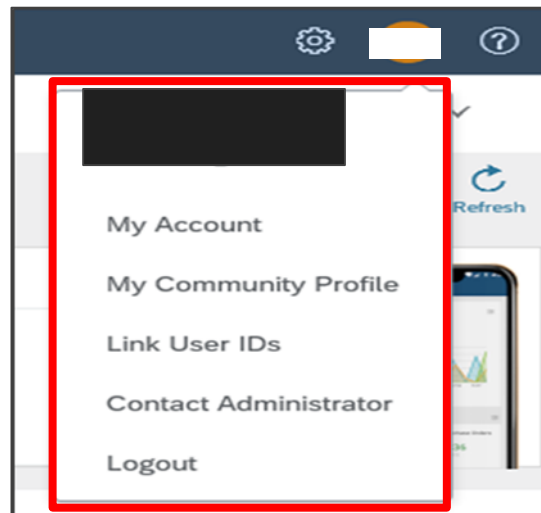 Refresh
My Account
My Community Profile
Link User IDs
Contact Administrator
Logout